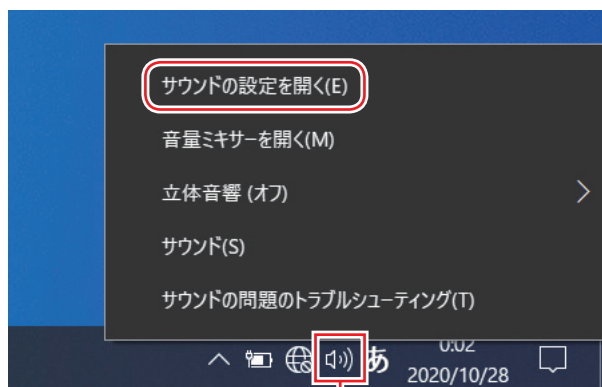 サウンドの設定を開く(E)
音量ミキサーを開く(M)
立体音響 (オフ)
サウンド(S)
サウンドの問題のトラブルシューティング(T)
あ
0:02
2020/10/28